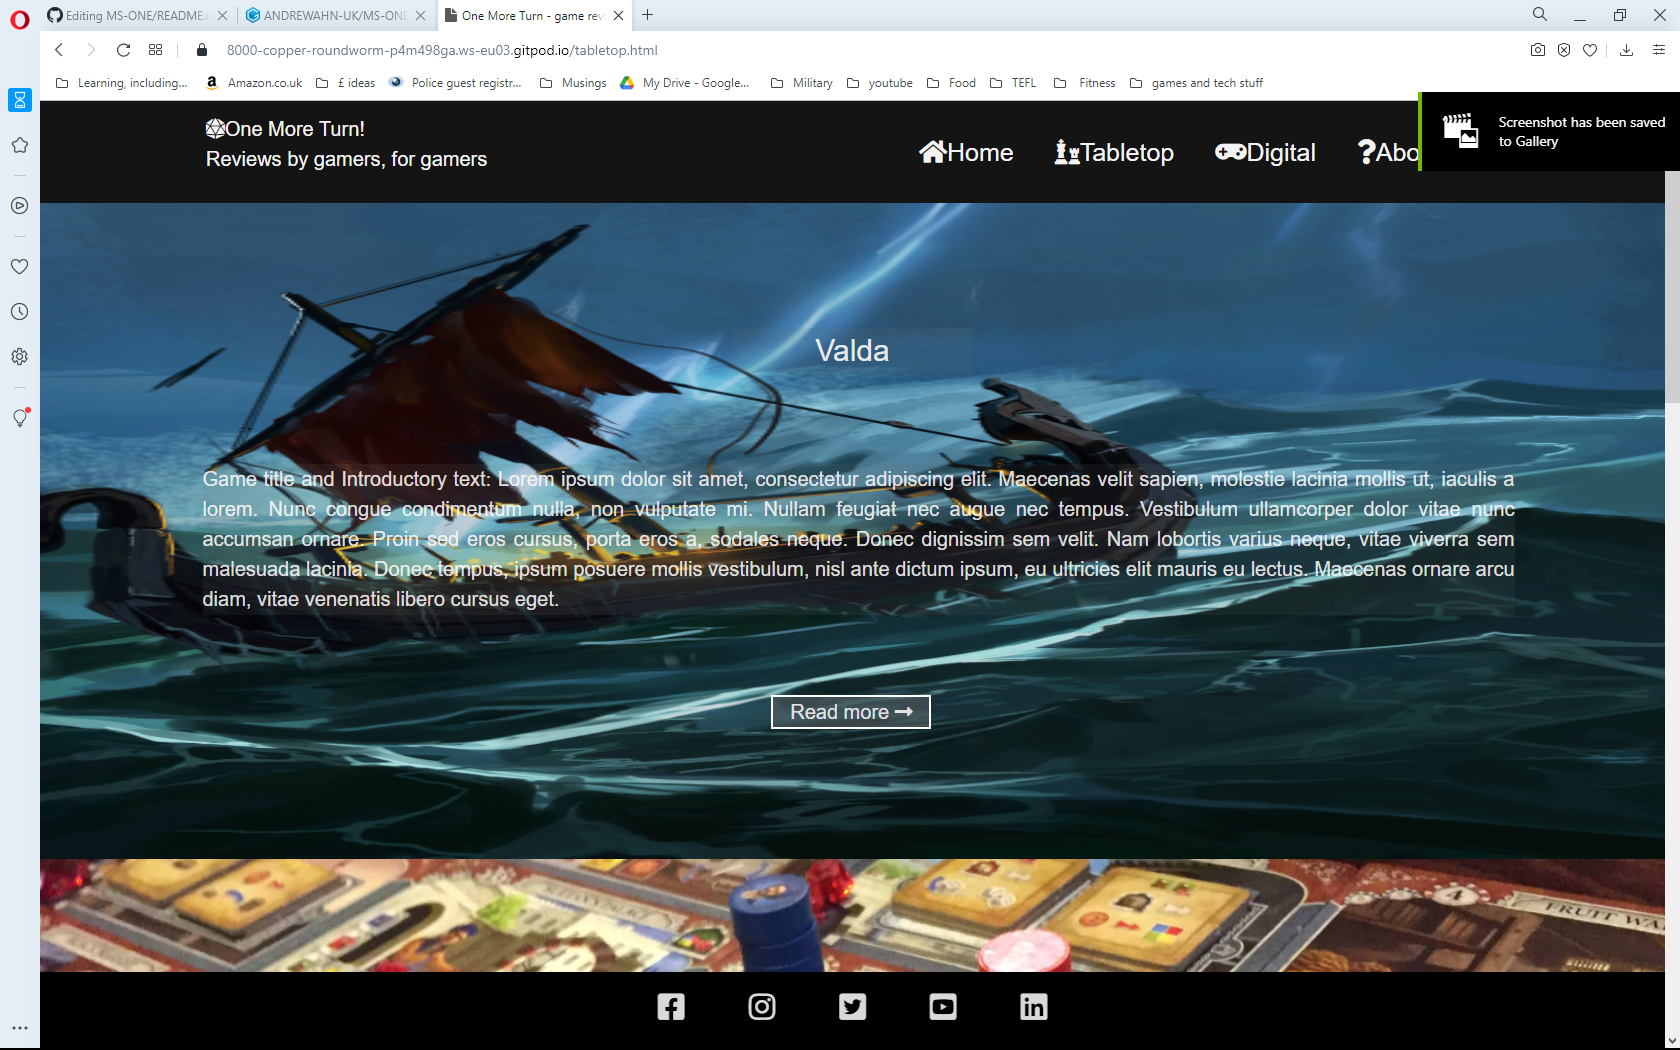 Editing MS-ONE/README.
ANDREWAHN-UK/MS-ONE
One More Turn - game rev
8000-copper-roundworm-p4m498ga.ws-eu03.gitpod.io/tabletop.html
Learning, including...
Amazon.co.uk
£ ideas
Police guest registr...
Musings
My Drive - Google...
Military
youtube
Food
TEFL
Fitness
games and tech stuff
Screenshot has been saved
to Gallery
One More Turn!
Reviews by gamers, for gamers
Home
Tabletop
Digital
Abo
Valda
Game title and Introductory text: Lorem ipsum dolor sit amet, consectetur adipiscing elit. Maecenas velit sapien, molestie lacinia mollis ut, iaculis a
lorem. Nunc congue condimentum nulla, non vulputate mi. Nullam feugiat nec augue nec tempus. Vestibulum ullamcorper dolor vitae nunc
accumsan ornare. Proin sed eros cursus, porta eros a, sodales neque. Donec dignissim sem velit. Nam lobortis varius neque, vitae viverra sem
malesuada lacinia. Donec tempus, ipsum posuere mollis vestibulum, nisl ante dictum ipsum, eu ultricies elit mauris eu lectus. Maecenas ornare arcu
diam, vitae venenatis libero cursus eget.
Read more
4
FRUIT